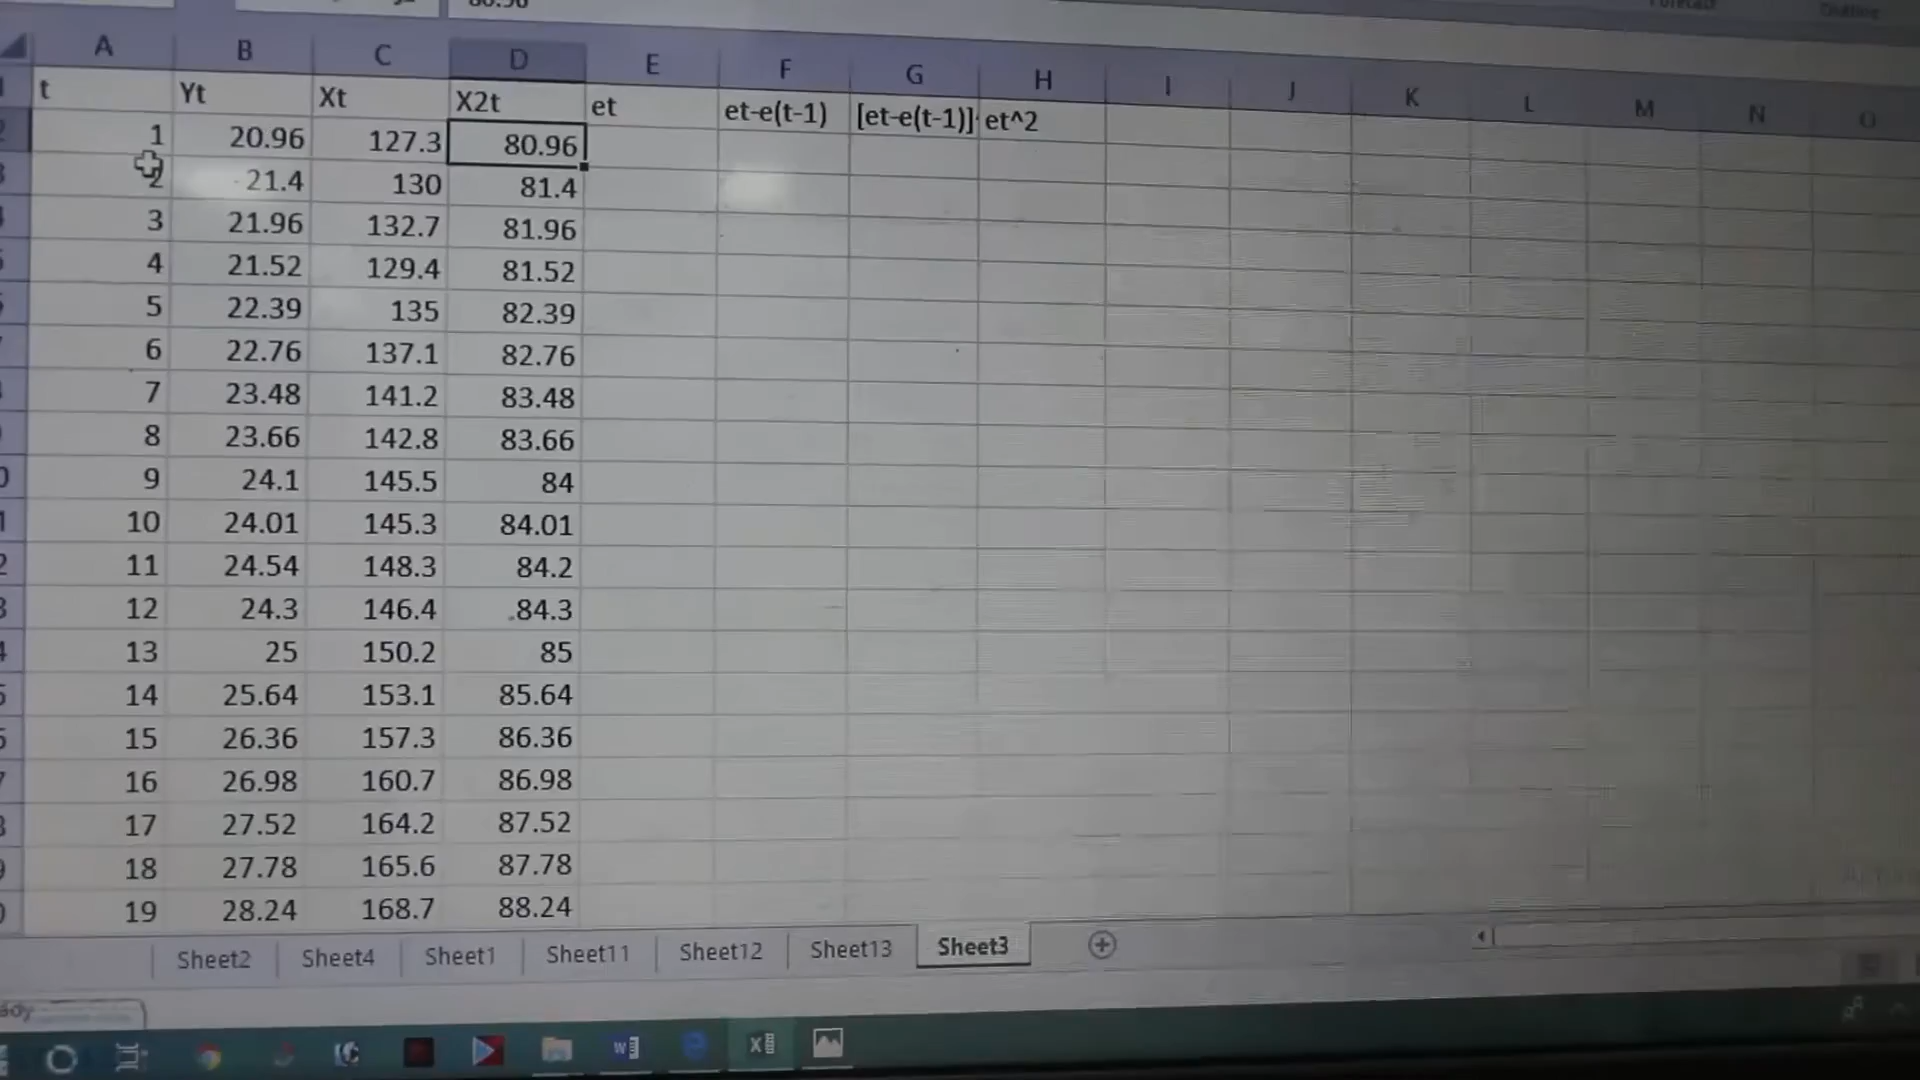 80.96
Forecast
Outline
A B C D E F G H I J K L M N O
t Yt Xt X2t et et-e(t-1) [et-e(t-1)] et^2
1 20.96 127.3 80.96
2 21.4 130 81.4
3 21.96 132.7 81.96
4 21.52 129.4 81.52
5 22.39 135 82.39
6 22.76 137.1 82.76
7 23.48 141.2 83.48
8 23.66 142.8 83.66
9 24.1 145.5 84
10 24.01 145.3 84.01
11 24.54 148.3 84.2
12 24.3 146.4 84.3
13 25 150.2 85
14 25.64 153.1 85.64
15 26.36 157.3 86.36
16 26.98 160.7 86.98
17 27.52 164.2 87.52
18 27.78 165.6 87.78
19 28.24 168.7 88.24
Sheet2 Sheet4 Sheet1 Sheet11 Sheet12 Sheet13 Sheet3